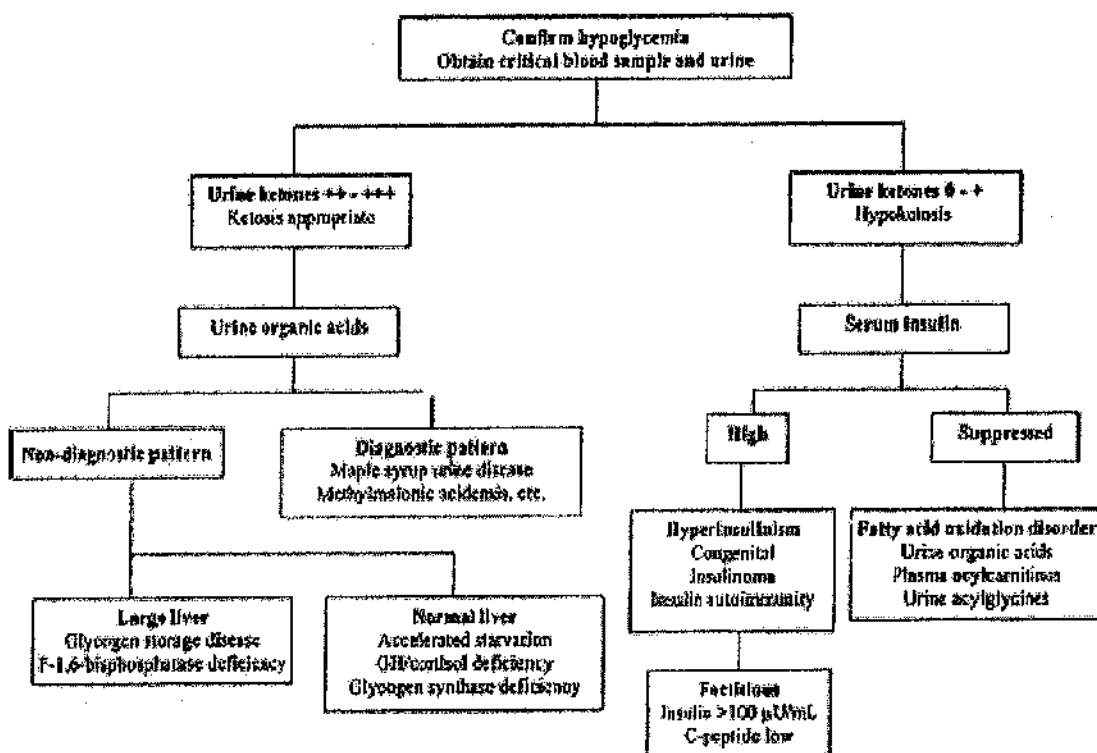 Confirm hypoglycemia
Obtain critical blood sample and urine
Urine ketones ++ - +++
Ketosis appropriate
Urine ketones 0 - +
Hypoketosis
Urine organic acids
Serum insulin
Non-diagnostic pattern
Diagnostic pattern
Maple syrup urine disease
Methylmalonic acidemia, etc.
High
Suppressed
Large liver
Glycogen storage disease
F-1,6-bisphosphatase deficiency
Normal liver
Accelerated starvation
GH/cortisol deficiency
Glycogen synthase deficiency
Hyperinsulinism
Congenital
Insulinoma
Insulin autoimmunity
Fatty acid oxidation disorder
Urine organic acids
Plasma acylcarnitines
Urine acylglycines
Factitious
Insulin >100 µU/mL
C-peptide low